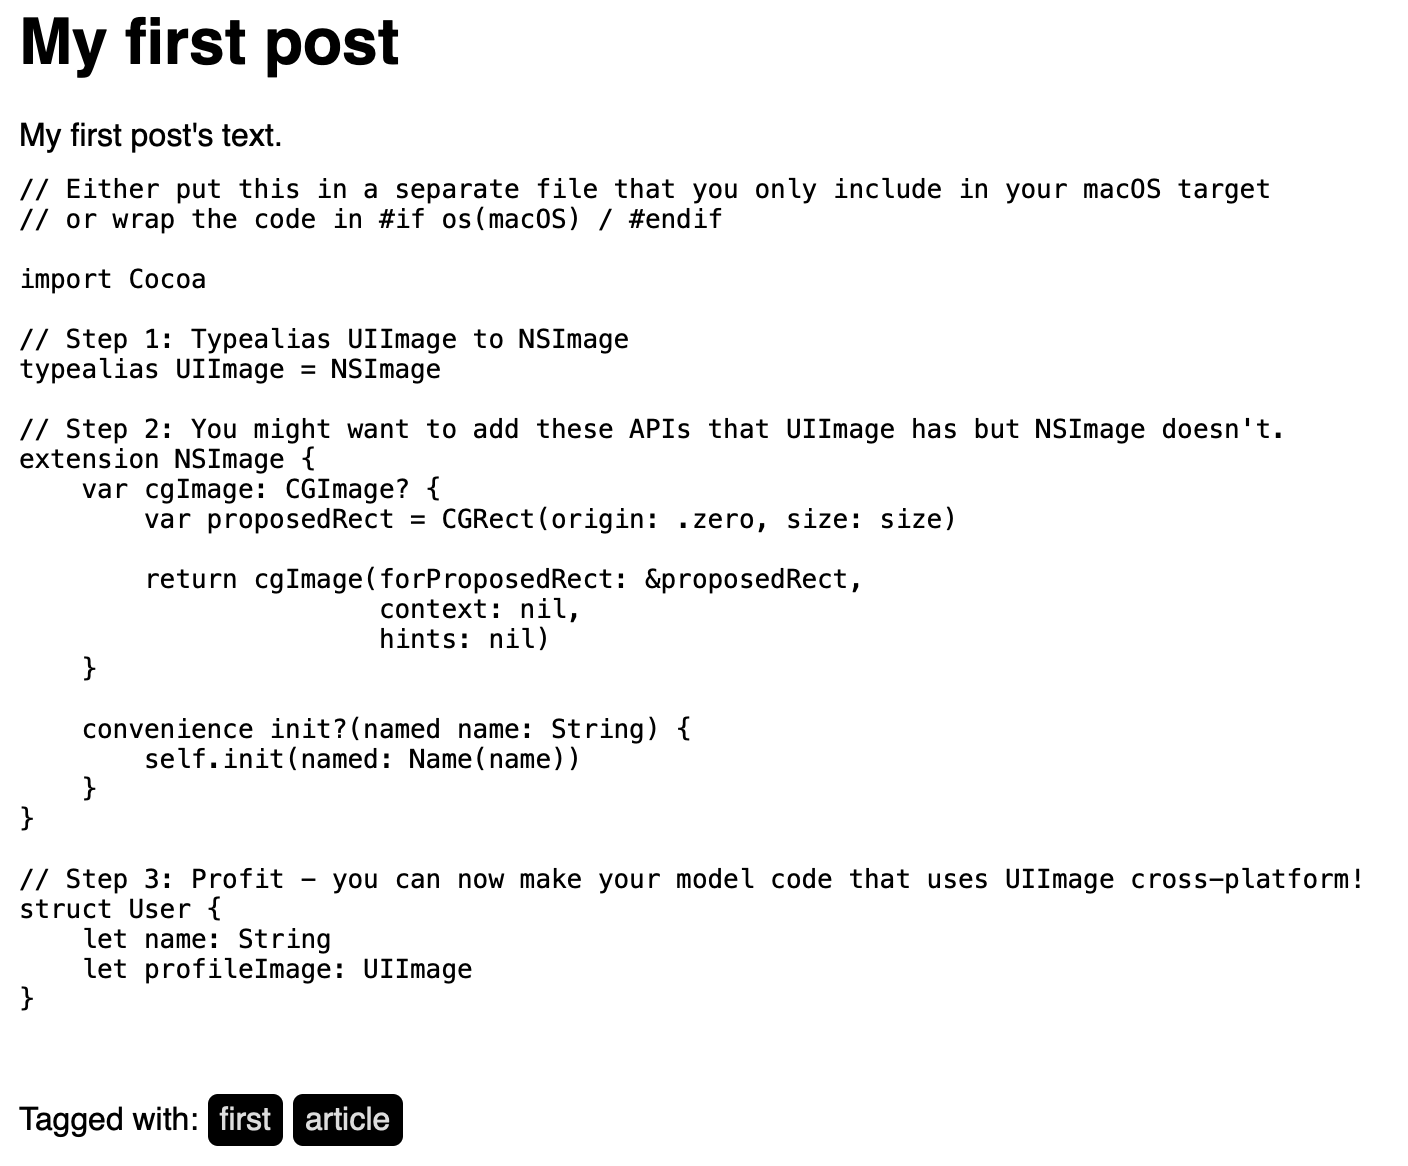 My first post
My first post's text.
// Either put this in a separate file that you only include in your macOS target
// or wrap the code in #if os(macOS) / #endif

import Cocoa

// Step 1: Typealias UIImage to NSImage
typealias UIImage = NSImage

// Step 2: You might want to add these APIs that UIImage has but NSImage doesn't.
extension NSImage {
    var cgImage: CGImage? {
        var proposedRect = CGRect(origin: .zero, size: size)

        return cgImage(forProposedRect: &proposedRect,
                       context: nil,
                       hints: nil)
    }

    convenience init?(named name: String) {
        self.init(named: Name(name))
    }
}

// Step 3: Profit – you can now make your model code that uses UIImage cross-platform!
struct User {
    let name: String
    let profileImage: UIImage
}

Tagged with: first article